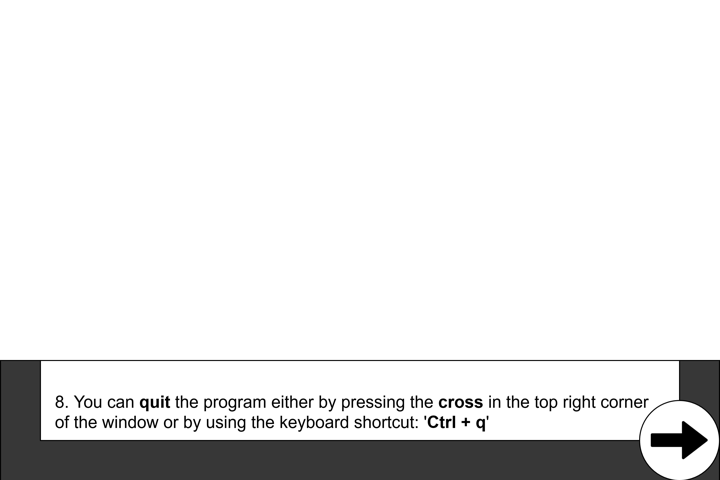 8. You can quit the program either by pressing the cross in the top right corner
of the window or by using the keyboard shortcut: 'Ctrl + q'